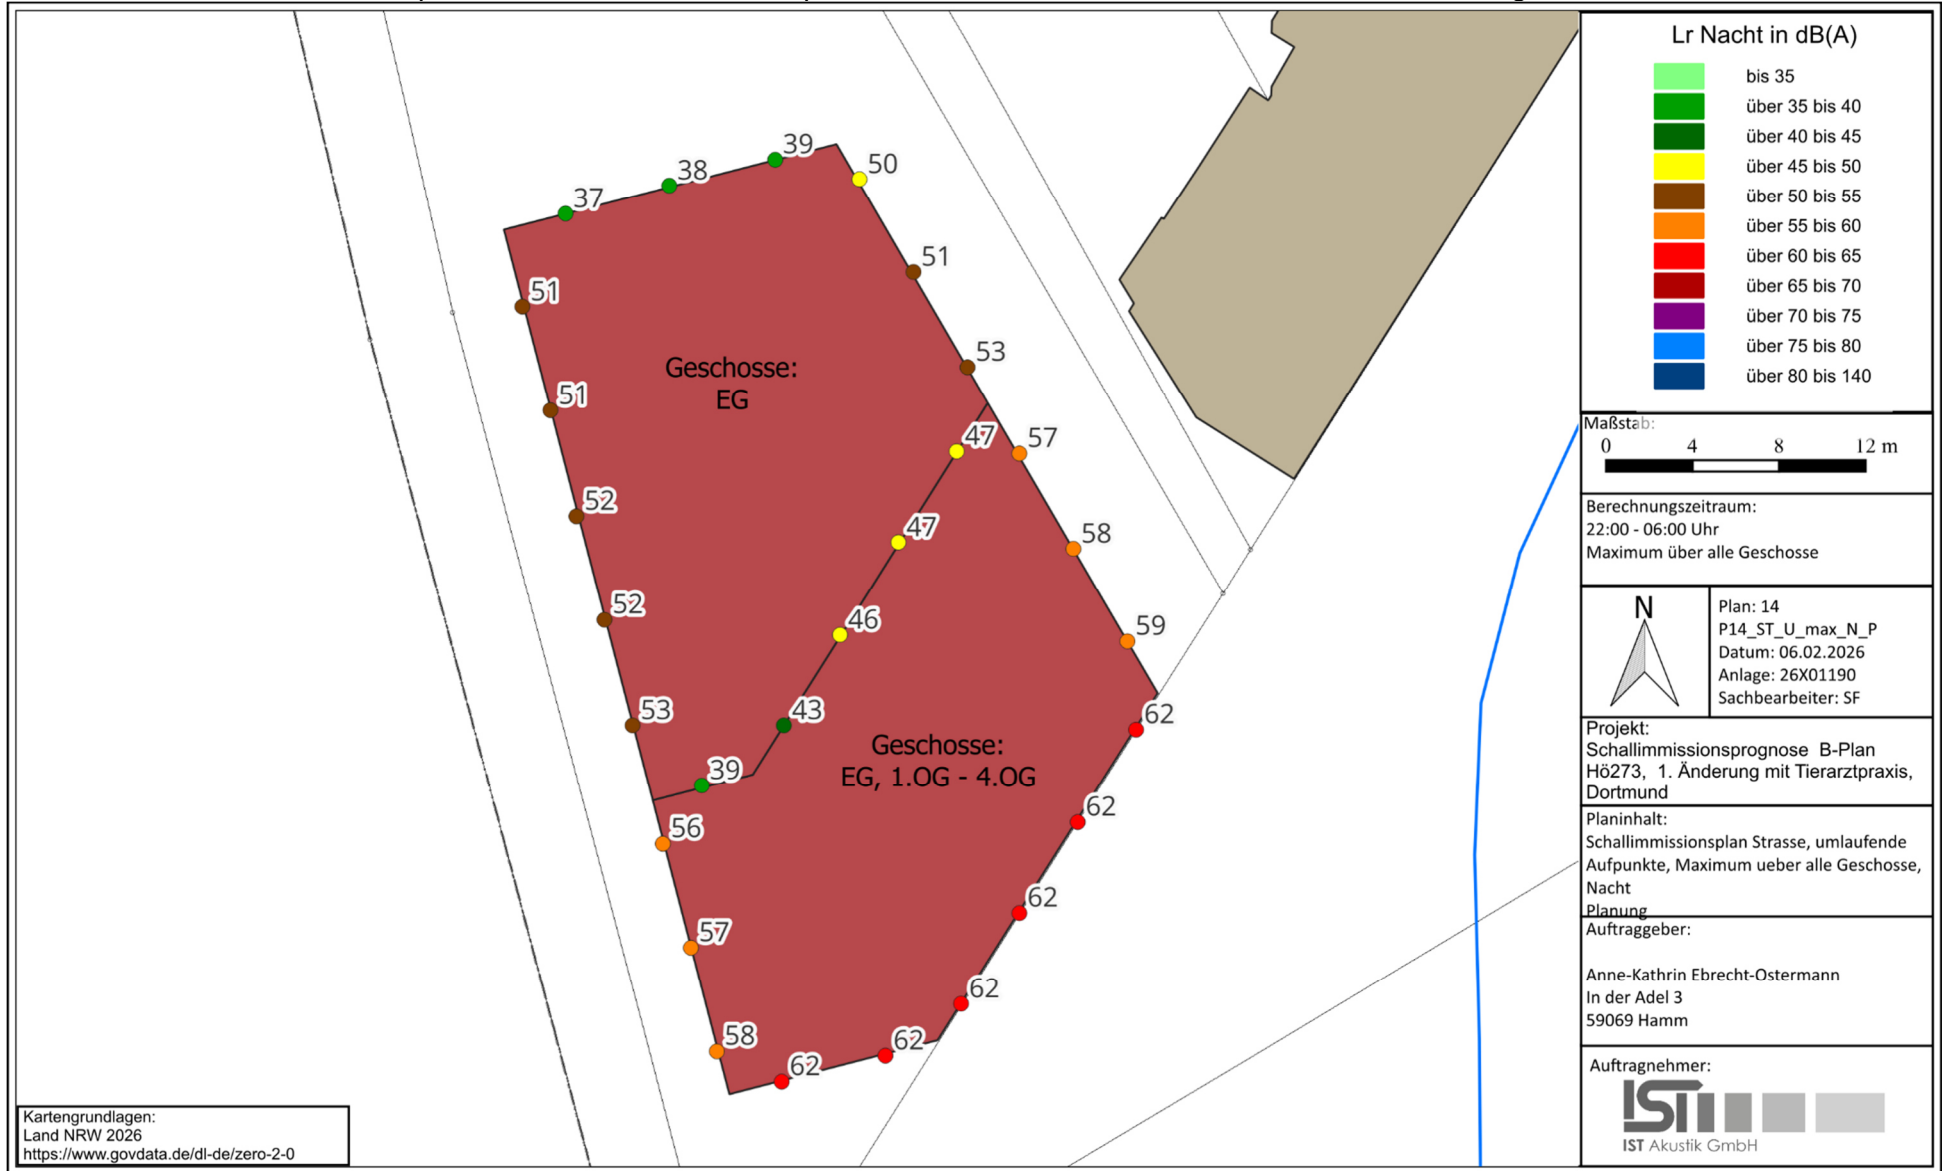 Lr Nacht in dB(A)
bis 35
über 35 bis 40
über 40 bis 45
über 45 bis 50
über 50 bis 55
über 55 bis 60
über 60 bis 65
über 65 bis 70
über 70 bis 75
über 75 bis 80
über 80 bis 140
Maßstab:
0 4 8 12 m
Berechnungszeitraum:
22:00 - 06:00 Uhr
Maximum über alle Geschosse
N
Plan: 14
P14_ST_U_max_N_P
Datum: 06.02.2026
Anlage: 26X01190
Sachbearbeiter: SF
Projekt:
Schallimmissionsprognose B-Plan
Hö273, 1. Änderung mit Tierarztpraxis,
Dortmund
Planinhalt:
Schallimmissionsplan Strasse, umlaufende
Aufpunkte, Maximum ueber alle Geschosse,
Nacht
Planung
Auftraggeber:
Anne-Kathrin Ebrecht-Ostermann
In der Adel 3
59069 Hamm
Auftragnehmer:
IST
IST Akustik GmbH
39
50
38
37
51
51
53
Geschosse:
EG
51
47
57
52
47
58
52
46
59
53
43
62
Geschosse:
EG, 1.OG - 4.OG
39
62
56
62
57
62
58
62
62
Kartengrundlagen:
Land NRW 2026
https://www.govdata.de/dl-de/zero-2-0